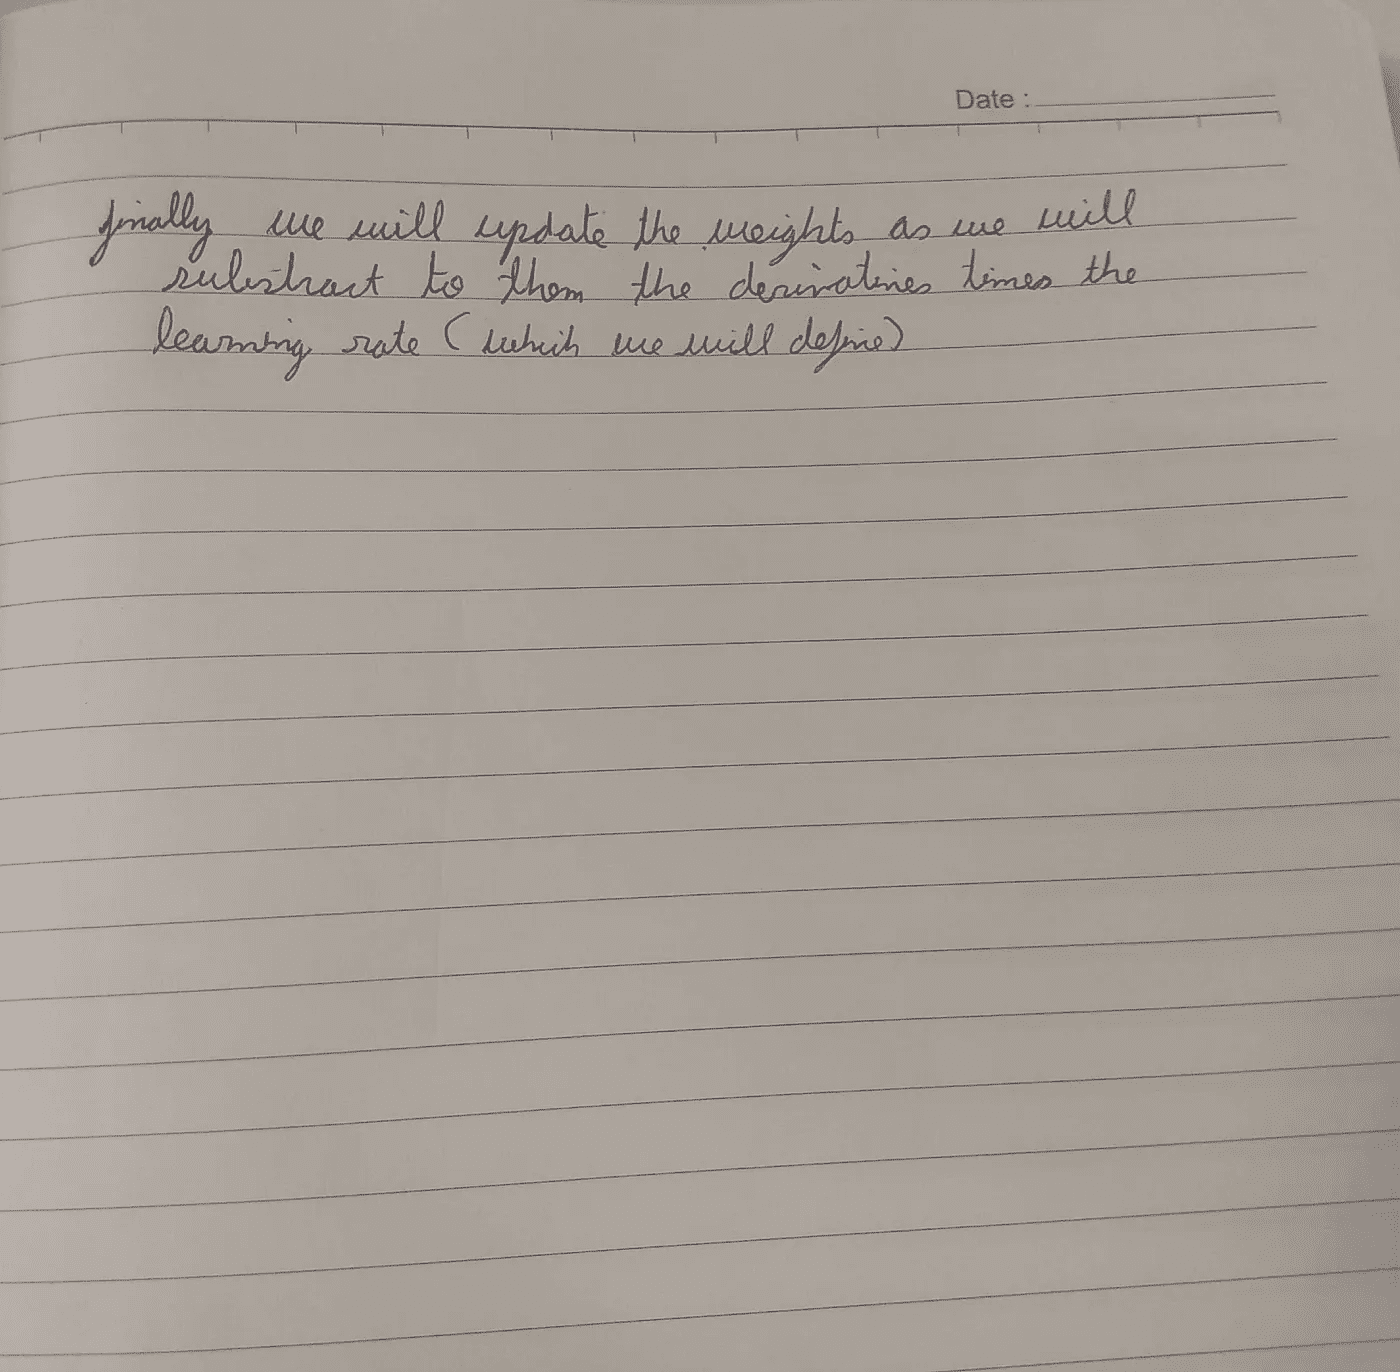 Date :
finally we will update the weights as we will
substract to them the derivatives times the
learning rate (which we will define)